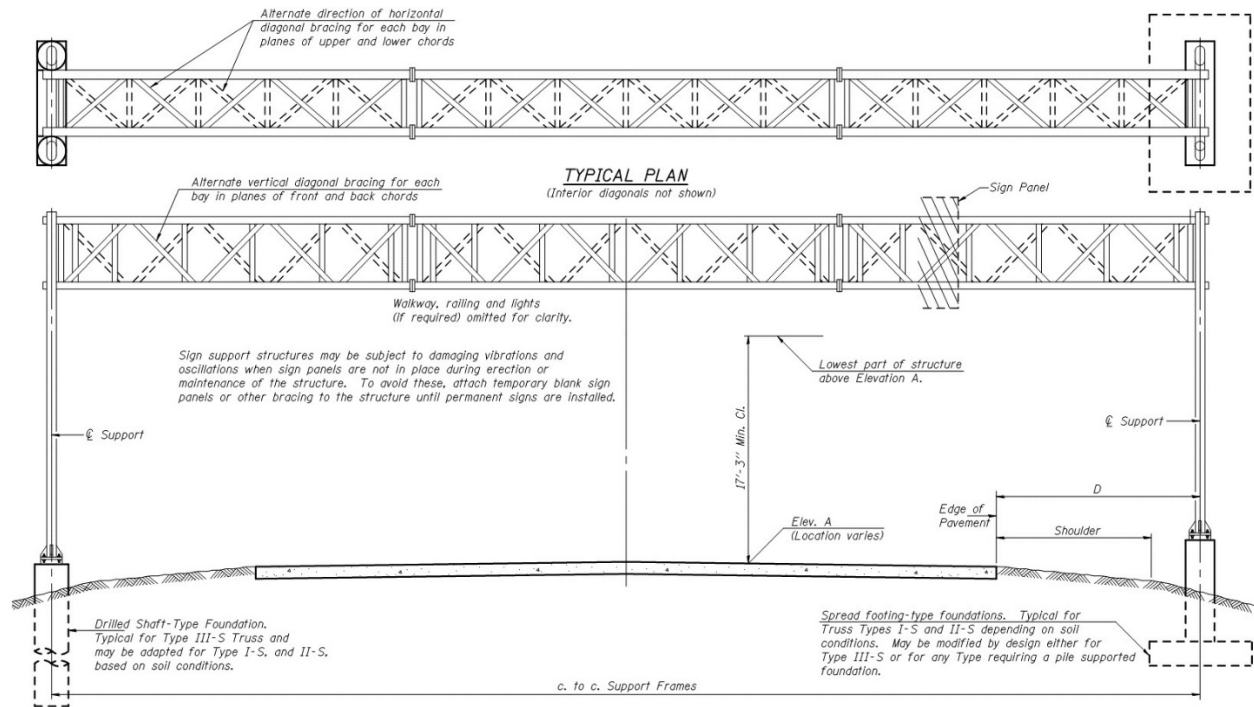 Alternate direction of horizontal
diagonal bracing for each bay in
planes of upper and lower chords
TYPICAL PLAN
(Interior diagonals not shown)
Alternate vertical diagonal bracing for each
bay in planes of front and back chords
Sign Panel
Walkway, railing and lights
(if required) omitted for clarity.
Sign support structures may be subject to damaging vibrations and
oscillations when sign panels are not in place during erection or
maintenance of the structure. To avoid these, attach temporary blank sign
panels or other bracing to the structure until permanent signs are installed.
Lowest part of structure
above Elevation A.
℄ Support
℄ Support
17'-3" Min. Cl.
D
Edge of
Pavement
Shoulder
Elev. A
(Location varies)
Drilled Shaft-Type Foundation.
Typical for Type III-S Truss and
may be adapted for Type I-S, and II-S,
based on soil conditions.
Spread footing-type foundations. Typical for
Truss Types I-S and II-S depending on soil
conditions. May be modified by design either for
Type III-S or for any Type requiring a pile supported
foundation.
c. to c. Support Frames